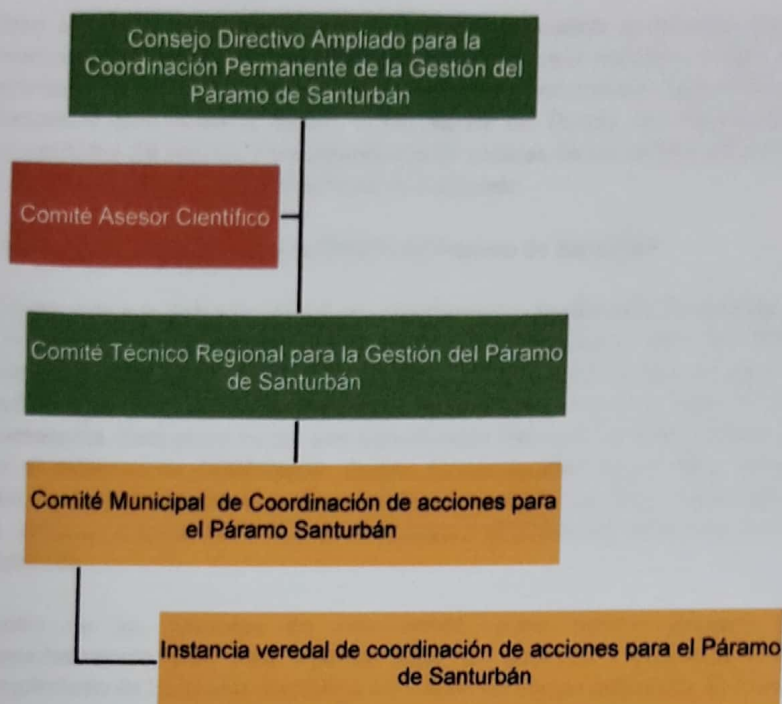 Consejo Directivo Ampliado para la
Coordinación Permanente de la Gestión del
Páramo de Santurbán
Comité Asesor Científico
Comité Técnico Regional para la Gestión del Páramo
de Santurbán
Comité Municipal de Coordinación de acciones para
el Páramo Santurbán
Instancia veredal de coordinación de acciones para el Páramo
de Santurbán